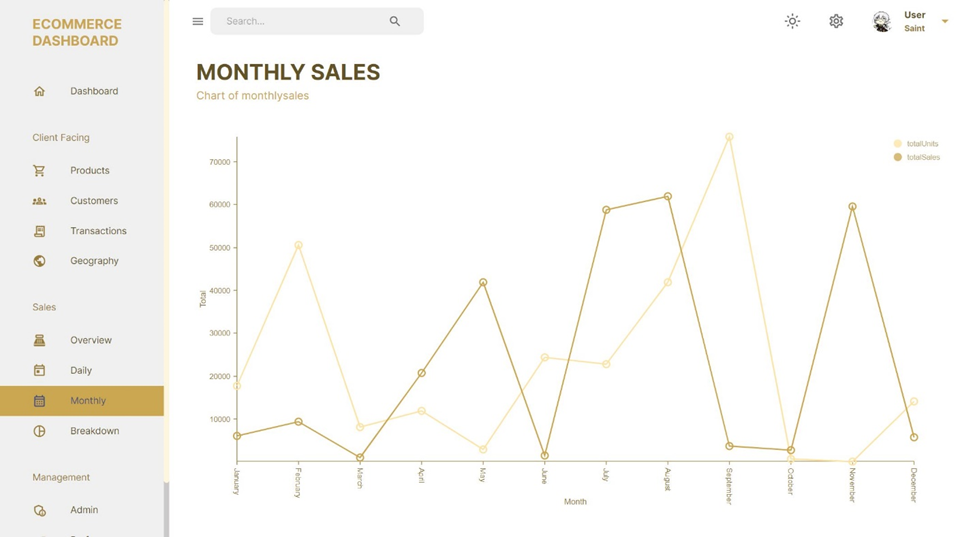 ECOMMERCE
DASHBOARD
Dashboard
Client Facing
Products
Customers
Transactions
Geography
Sales
Overview
Daily
Monthly
Breakdown
Management
Admin
Search...
User
Saint
MONTHLY SALES
Chart of monthlysales
totalUnits
totalSales
70000
60000
50000
40000
30000
20000
10000
Total
January
February
March
April
May
June
July
August
September
October
November
December
Month